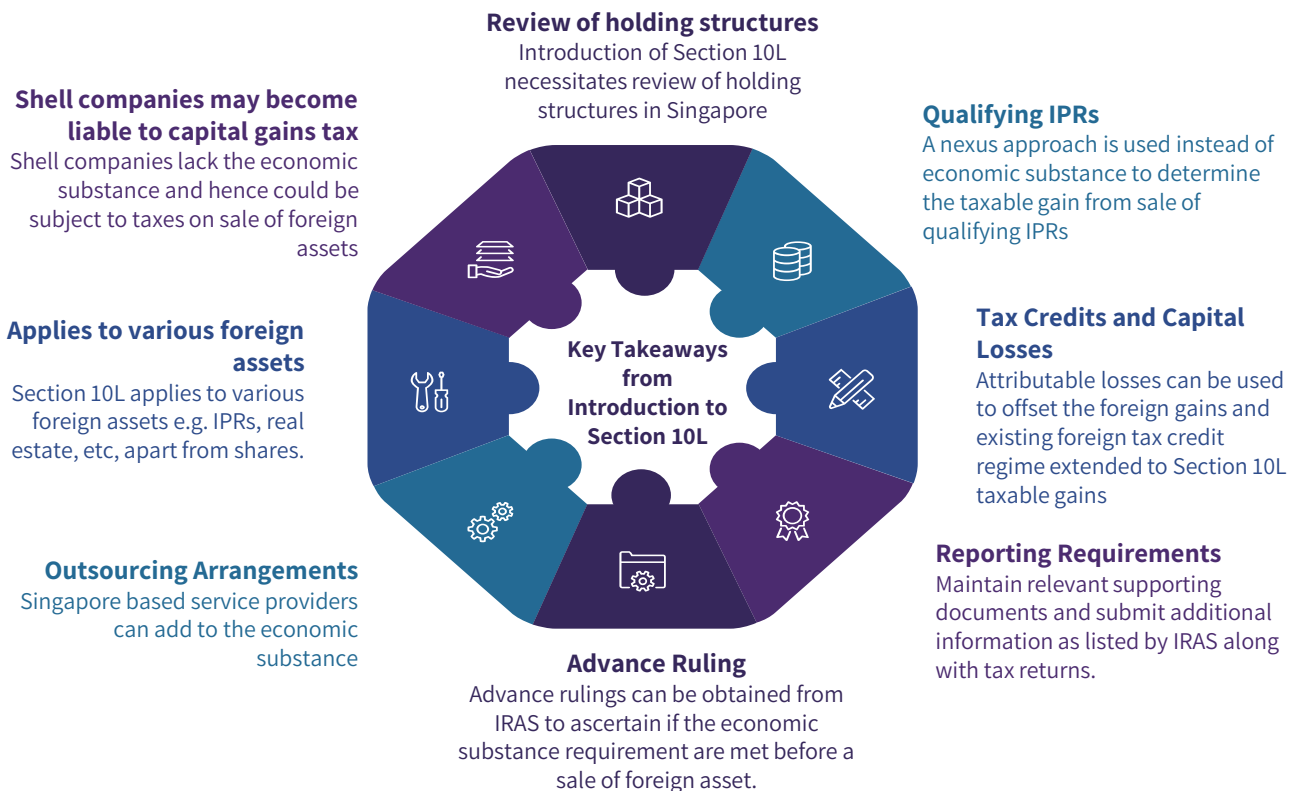 Review of holding structures
Introduction of Section 10L
necessitates review of holding
structures in Singapore
Qualifying IPRs
A nexus approach is used instead of
economic substance to determine
the taxable gain from sale of
qualifying IPRs
Tax Credits and Capital
Losses
Attributable losses can be used
to offset the foreign gains and
existing foreign tax credit
regime extended to Section 10L
taxable gains
Reporting Requirements
Maintain relevant supporting
documents and submit additional
information as listed by IRAS along
with tax returns.
Advance Ruling
Advance rulings can be obtained from
IRAS to ascertain if the economic
substance requirement are met before a
sale of foreign asset.
Outsourcing Arrangements
Singapore based service providers
can add to the economic
substance
Applies to various foreign
assets
Section 10L applies to various
foreign assets e.g. IPRs, real
estate, etc, apart from shares.
Shell companies may become
liable to capital gains tax
Shell companies lack the economic
substance and hence could be
subject to taxes on sale of foreign
assets
Key Takeaways
from
Introduction to
Section 10L